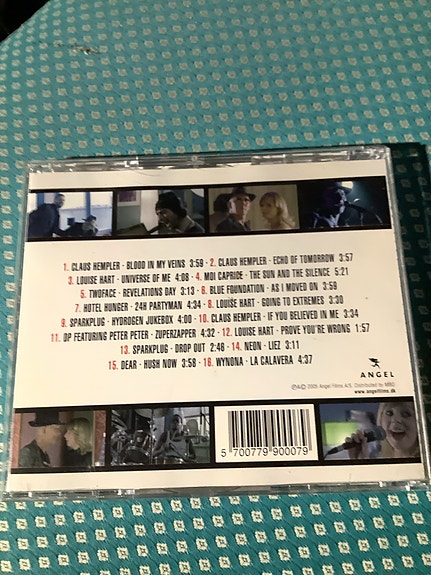 1. CLAUS HEMPLER · BLOOD IN MY VEINS 3:59 2. CLAUS HEMPLER · ECHO OF TOMORROW 3:57
3. LOUISE HART · UNIVERSE OF ME 4:08 4. MOI CAPRICE · THE SUN AND THE SILENCE 5:21
5. TWOFACE · REVELATIONS DAY 3:13 6. BLUE FOUNDATION · AS I MOVED ON 3:59
7. HOTEL HUNGER · 24H PARTYMAN 4:36 8. LOUISE HART · GOING TO EXTREMES 3:30
9. SPARKPLUG · HYDROGEN JUKEBOX 4:00 10. CLAUS HEMPLER · IF YOU BELIEVED IN ME 3:34
11. DP FEATURING PETER PETER · ZUPERZAPPER 4:32 12. LOUISE HART · PROVE YOU'RE WRONG 1:57
13. SPARKPLUG · DROP OUT 2:46 14. NEON · LIEZ 3:11
15. DEAR · HUSH NOW 3:58 16. WYNONA · LA CALAVERA 4:37
ANGEL
2005 Angel Films A/S. Distributed by MBO
www.angelfilms.dk
5 700779 900079